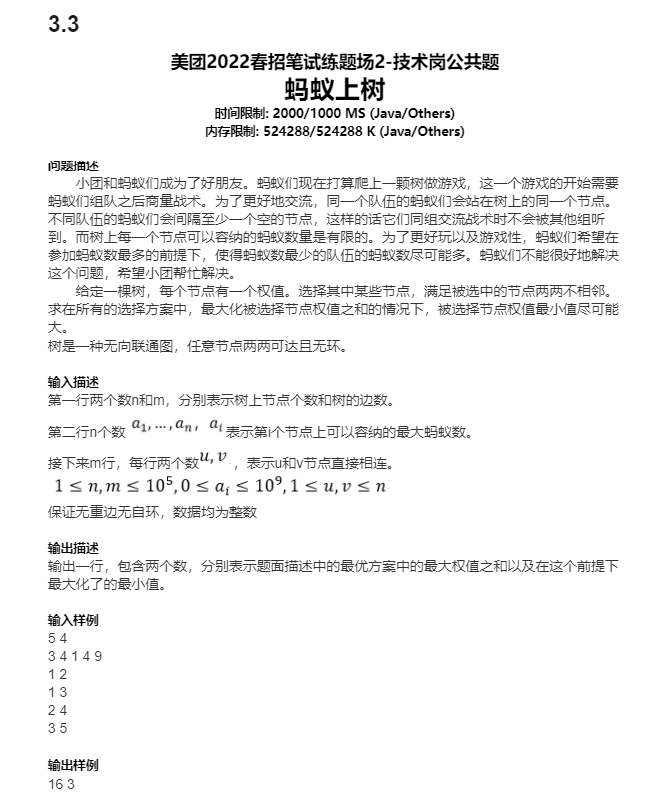 3.3
美团2022春招笔试练题场2-技术岗公共题
蚂蚁上树
时间限制: 2000/1000 MS (Java/Others)
内存限制: 524288/524288 K (Java/Others)
问题描述
小团和蚂蚁们成为了好朋友。蚂蚁们现在打算爬上一颗树做游戏，这一个游戏的开始需要
蚂蚁们组队之后商量战术。为了更好地交流，同一个队伍的蚂蚁们会站在树上的同一个节点。
不同队伍的蚂蚁们会间隔至少一个空的节点，这样的话它们同组交流战术时不会被其他组听
到。而树上每一个节点可以容纳的蚂蚁数量是有限的。为了更好玩以及游戏性，蚂蚁们希望在
参加蚂蚁数最多的前提下，使得蚂蚁数最少的队伍的蚂蚁数尽可能多。蚂蚁们不能很好地解决
这个问题，希望小团帮忙解决。
给定一棵树，每个节点有一个权值。选择其中某些节点，满足被选中的节点两两不相邻。
求在所有的选择方案中，最大化被选择节点权值之和的情况下，被选择节点权值最小值尽可能
大。
树是一种无向联通图，任意节点两两可达且无环。
输入描述
第一行两个数n和m，分别表示树上节点个数和树的边数。
第二行n个数 a₁, …, aₙ, aᵢ 表示第i个节点上可以容纳的最大蚂蚁数。
接下来m行，每行两个数 u, v ，表示u和v节点直接相连。
1 ≤ n, m ≤ 10⁵, 0 ≤ aᵢ ≤ 10⁹, 1 ≤ u, v ≤ n
保证无重边无自环，数据均为整数
输出描述
输出一行，包含两个数，分别表示题面描述中的最优方案中的最大权值之和以及在这个前提下
最大化了的最小值。
输入样例
5 4
3 4 1 4 9
1 2
1 3
2 4
3 5
输出样例
16 3